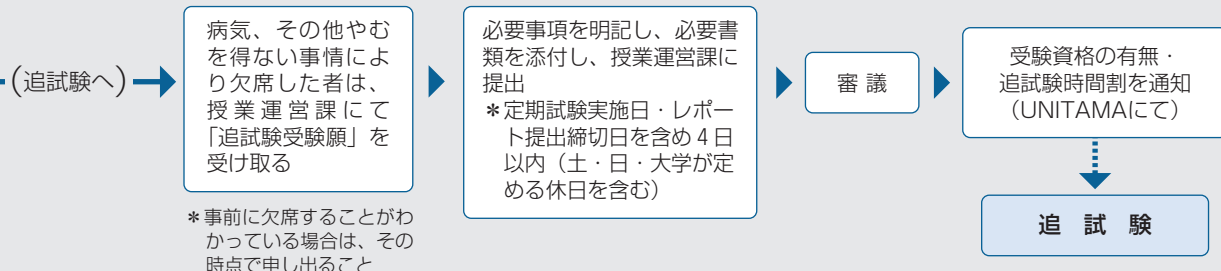 (追試験へ)
病気、その他やむ
を得ない事情によ
り欠席した者は、
授業運営課にて
「追試験受験願」を
受け取る
＊事前に欠席することがわ
かっている場合は、その
時点で申し出ること
必要事項を明記し、必要書
類を添付し、授業運営課に
提出
＊定期試験実施日・レポー
ト提出締切日を含め4日
以内（土・日・大学が定
める休日を含む）
審議
受験資格の有無・
追試験時間割を通知
（UNITAMAにて）
追試験